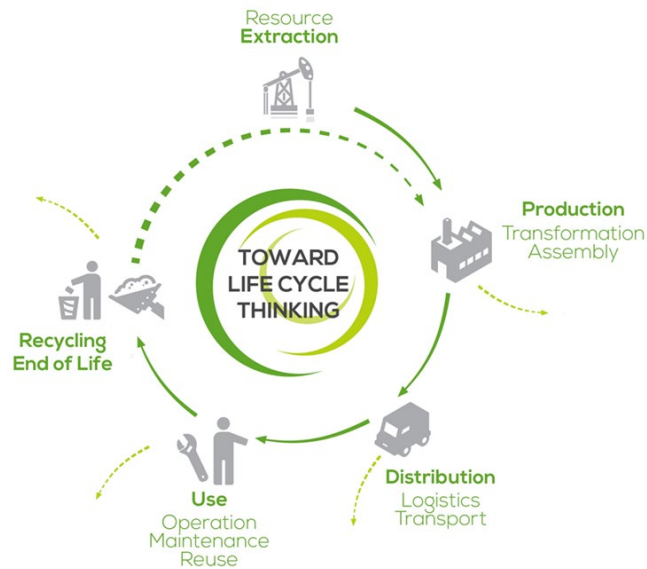 Resource
Extraction
Production
Transformation
Assembly
TOWARD
LIFE CYCLE
THINKING
Recycling
End of Life
Distribution
Logistics
Transport
Use
Operation
Maintenance
Reuse